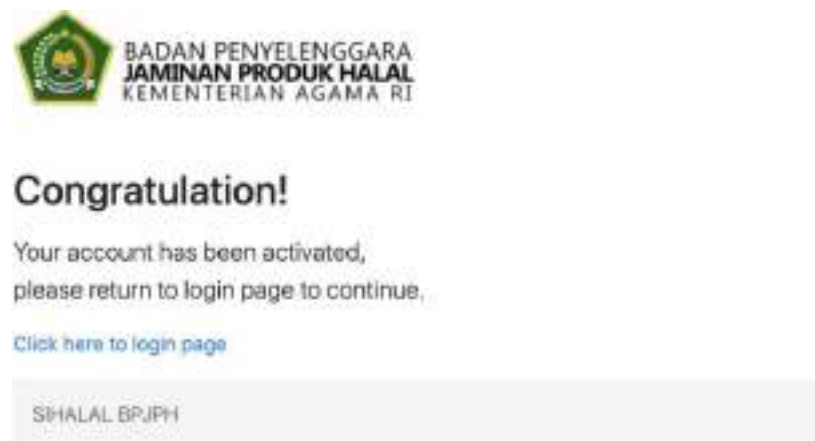 BADAN PENYELENGGARA
JAMINAN PRODUK HALAL
KEMENTERIAN AGAMA RI
Congratulation!
Your account has been activated,
please return to login page to continue.
Click here to login page
SIHALAL BPJPH